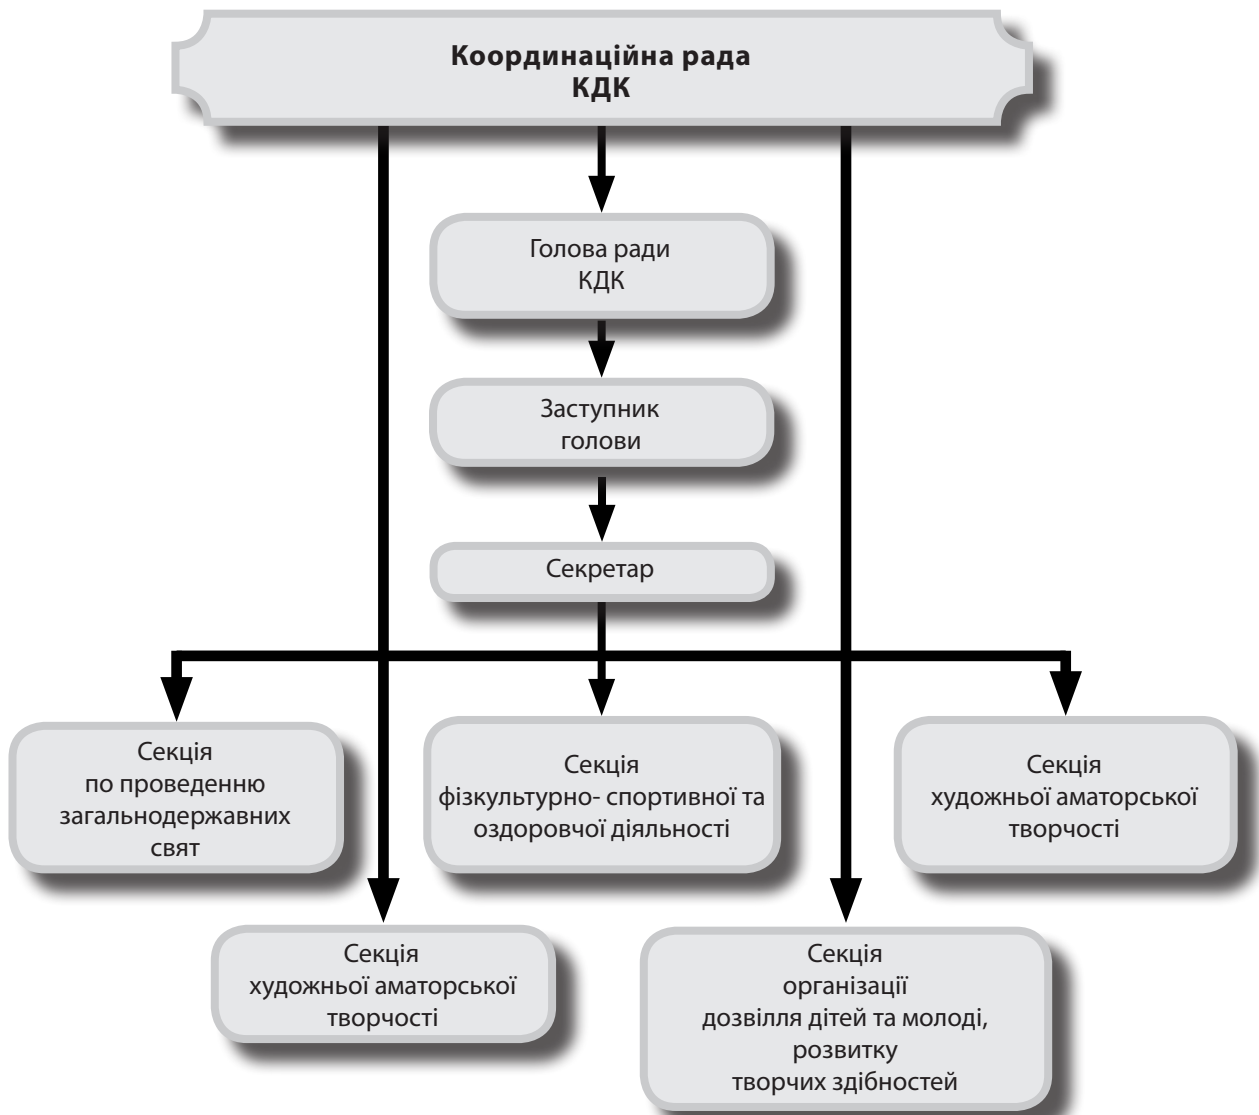 Координаційна рада
КДК
Голова ради
КДК
Заступник
голови
Секретар
Секція
по проведенню
загальнодержавних
свят
Секція
фізкультурно- спортивної та
оздоровчої діяльності
Секція
художньої аматорської
творчості
Секція
художньої аматорської
творчості
Секція
організації
дозвілля дітей та молоді,
розвитку
творчих здібностей